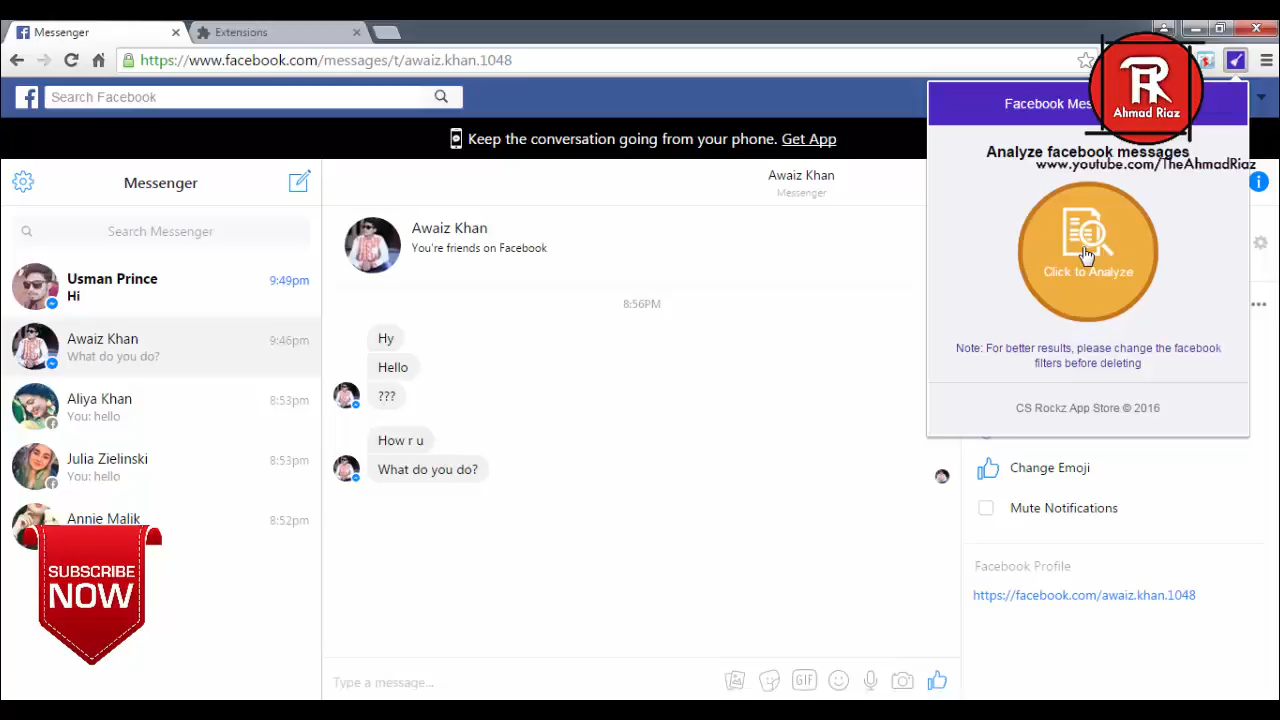 Messenger
Extensions
https://www.facebook.com/messages/t/awaiz.khan.1048
Search Facebook
Keep the conversation going from your phone. Get App
Messenger
Search Messenger
Usman Prince
9:49pm
Hi
Awaiz Khan
9:46pm
What do you do?
Aliya Khan
8:53pm
You: hello
Julia Zielinski
8:53pm
You: hello
Annie Malik
8:52pm
SUBSCRIBE
NOW
Awaiz Khan
Messenger
Awaiz Khan
You're friends on Facebook
8:56PM
Hy
Hello
???
How r u
What do you do?
Type a message...
GIF
Facebook Mes
Ahmad Riaz
Analyze facebook messages
www.youtube.com/TheAhmadRiaz
Click to Analyze
Note: For better results, please change the facebook
filters before deleting
CS Rockz App Store © 2016
Change Emoji
Mute Notifications
Facebook Profile
https://facebook.com/awaiz.khan.1048